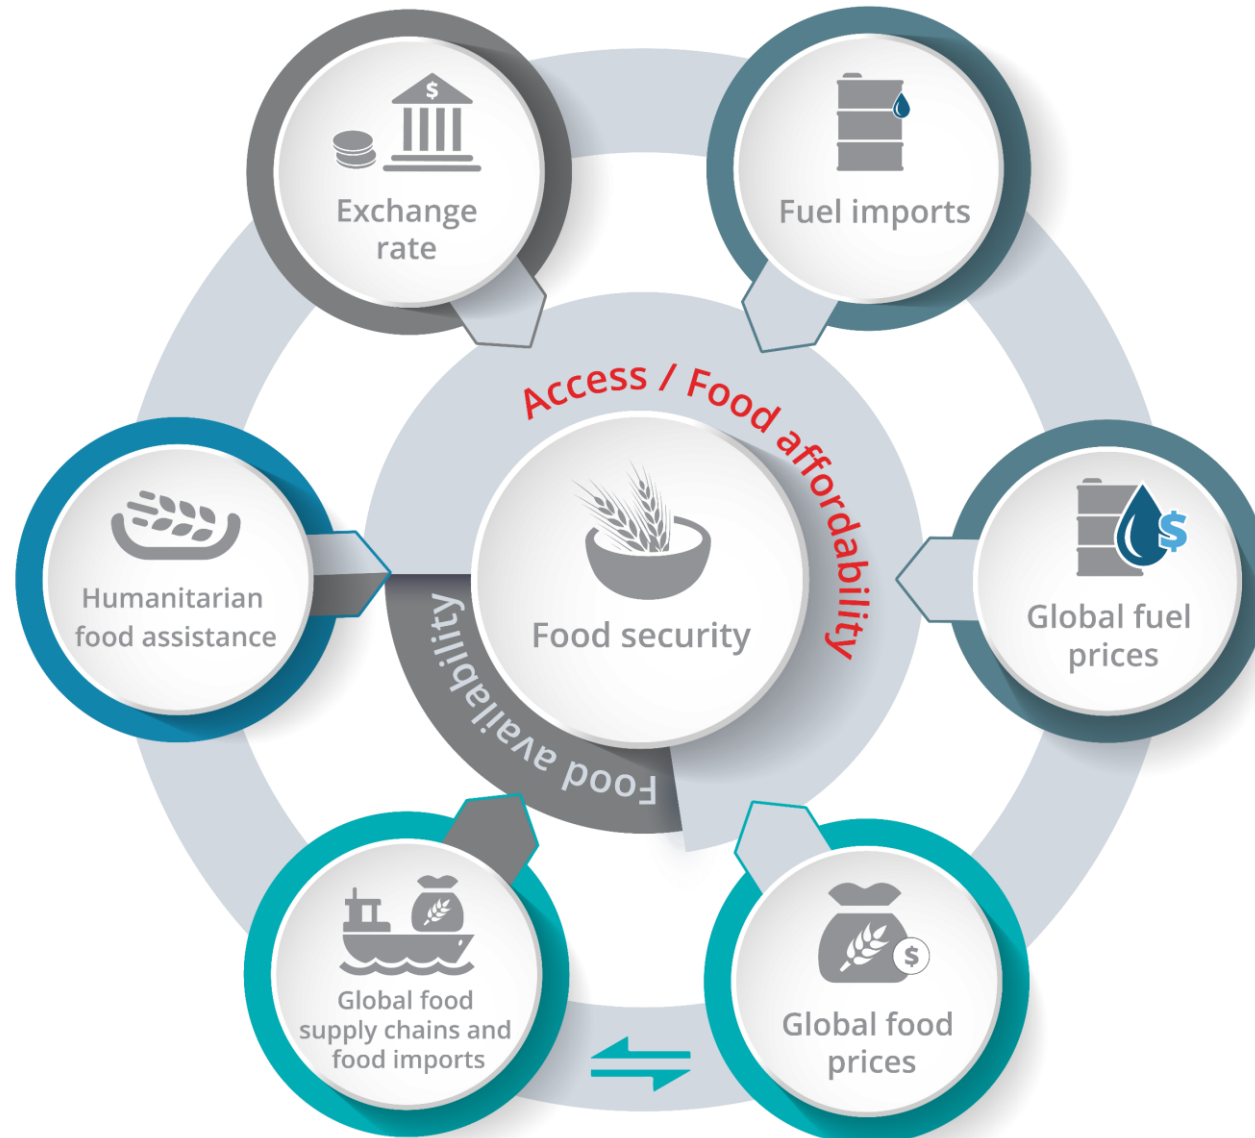 $
Exchange
rate
Fuel imports
Access / Food affordability
Humanitarian
food assistance
Food security
$
Global fuel
prices
Food availability
Global food
supply chains and
food imports
$
Global food
prices